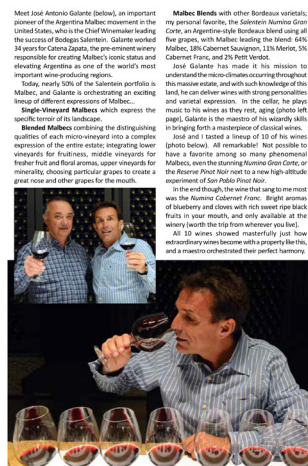 Meet José Antonio Galante (below), an important
pioneer of the Argentina Malbec movement in the
United States, who is the Chief Winemaker leading
the success of Bodegas Salentein. Galante worked
34 years for Catena Zapata, the pre-eminent winery
responsible for creating Malbec's iconic status and
elevating Argentina as one of the world's most
important wine-producing regions.
Today, nearly 50% of the Salentein portfolio is
Malbec, and Galante is orchestrating an exciting
lineup of different expressions of Malbec...
Single-Vineyard Malbecs which express the
specific terroir of its landscape.
Blended Malbecs combining the distinguishing
qualities of each micro-vineyard into a complex
expression of the entire estate; integrating lower
vineyards for fruitiness, middle vineyards for
fresher fruit and floral aromas, upper vineyards for
minerality, choosing particular grapes to create a
great nose and other grapes for the mouth.
Malbec Blends with other Bordeaux varietals;
my personal favorite, the Salentein Numina Gran
Corte, an Argentine-style Bordeaux blend using all
five grapes, with Malbec leading the blend: 64%
Malbec, 18% Cabernet Sauvignon, 11% Merlot, 5%
Cabernet Franc, and 2% Petit Verdot.
José Galante has made it his mission to
understand the micro-climates occurring throughout
this massive estate, and with such knowledge of this
land, he can deliver wines with strong personalities
and varietal expression. In the cellar, he plays
music to his wines as they rest, aging (photo left
page), Galante is the maestro of his wizardly skills
in bringing forth a masterpiece of classical wines.
José and I tasted a lineup of 10 of his wines
(photo below). All remarkable! Not possible to
have a favorite among so many phenomenal
Malbecs, even the stunning Numina Gran Corte, or
the Reserve Pinot Noir next to a new high-altitude
experiment of San Pablo Pinot Noir.
In the end though, the wine that sang to me most
was the Numina Cabernet Franc. Bright aromas
of blueberry and cloves with rich sweet ripe black
fruits in your mouth, and only available at the
winery (worth the trip from wherever you live).
All 10 wines showed masterfully just how
extraordinary wines become with a property like this,
and a maestro orchestrated their perfect harmony.